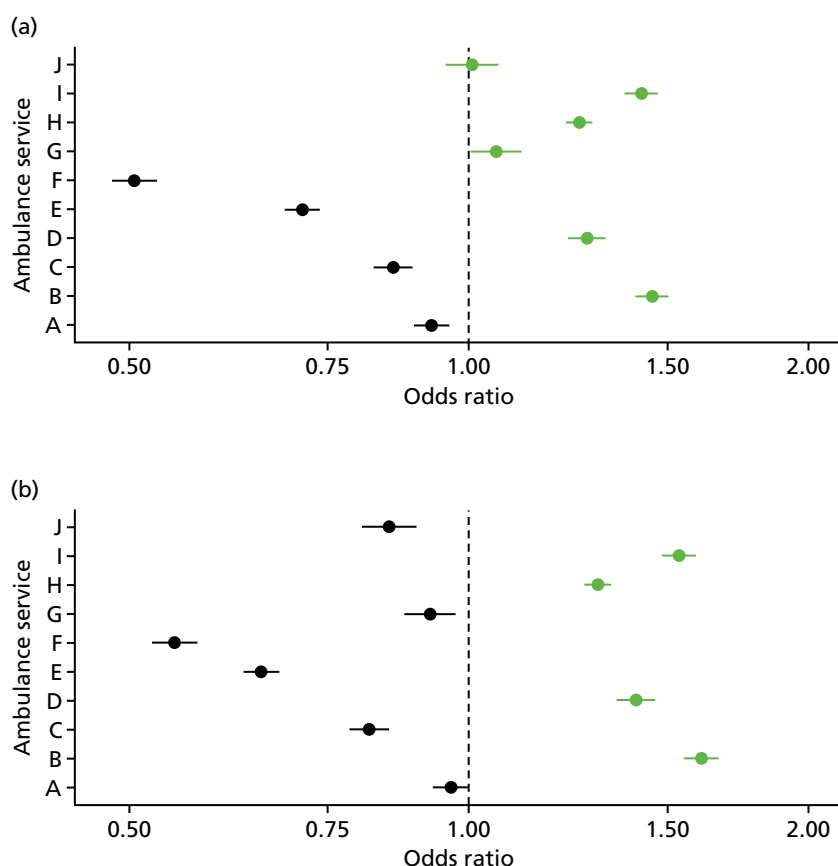 (a)
Ambulance service
J
I
H
G
F
E
D
C
B
A
0.50 0.75 1.00 1.50 2.00
Odds ratio
(b)
Ambulance service
J
I
H
G
F
E
D
C
B
A
0.50 0.75 1.00 1.50 2.00
Odds ratio